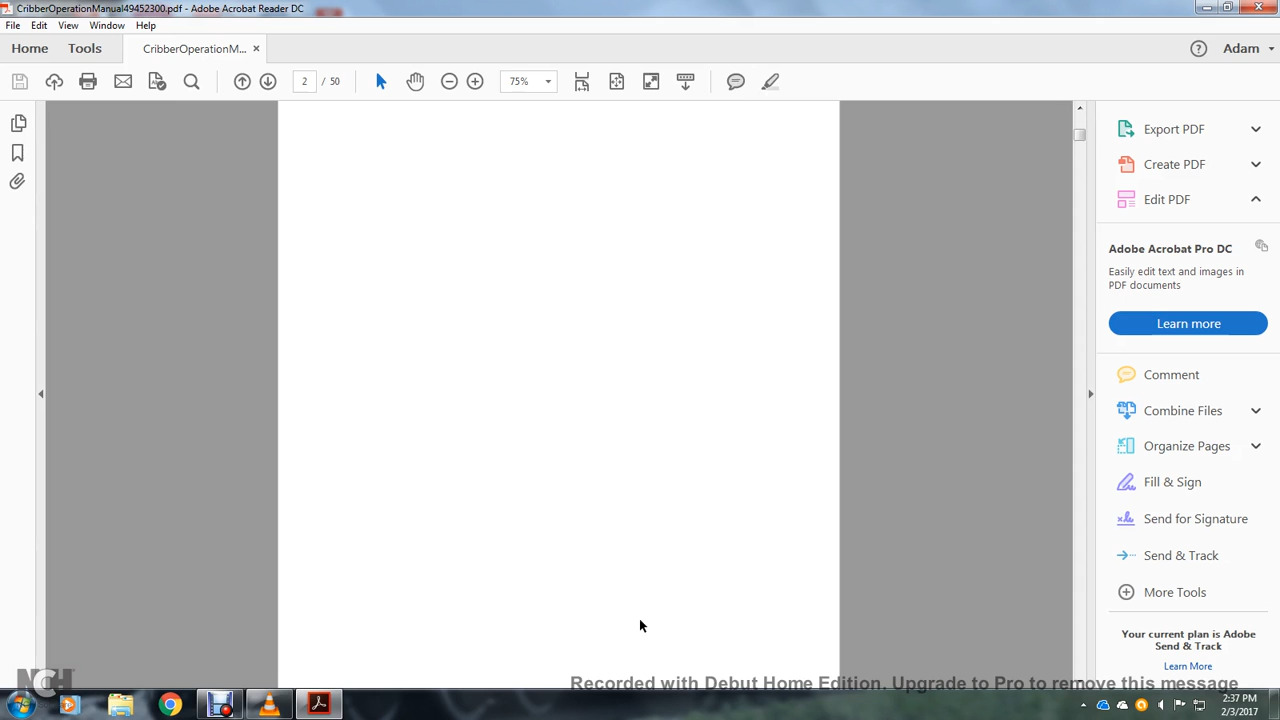 CribberOperationManual49452300.pdf - Adobe Acrobat Reader DC
File Edit View Window Help
Home Tools CribberOperationM... × Adam
2 / 50 75%
Export PDF
Create PDF
Edit PDF
Adobe Acrobat Pro DC
Easily edit text and images in
PDF documents
Learn more
Comment
Combine Files
Organize Pages
Fill & Sign
Send for Signature
Send & Track
More Tools
Your current plan is Adobe
Send & Track
Learn More
NCH
Recorded with Debut Home Edition. Upgrade to Pro to remove this message
2:37 PM
2/3/2017